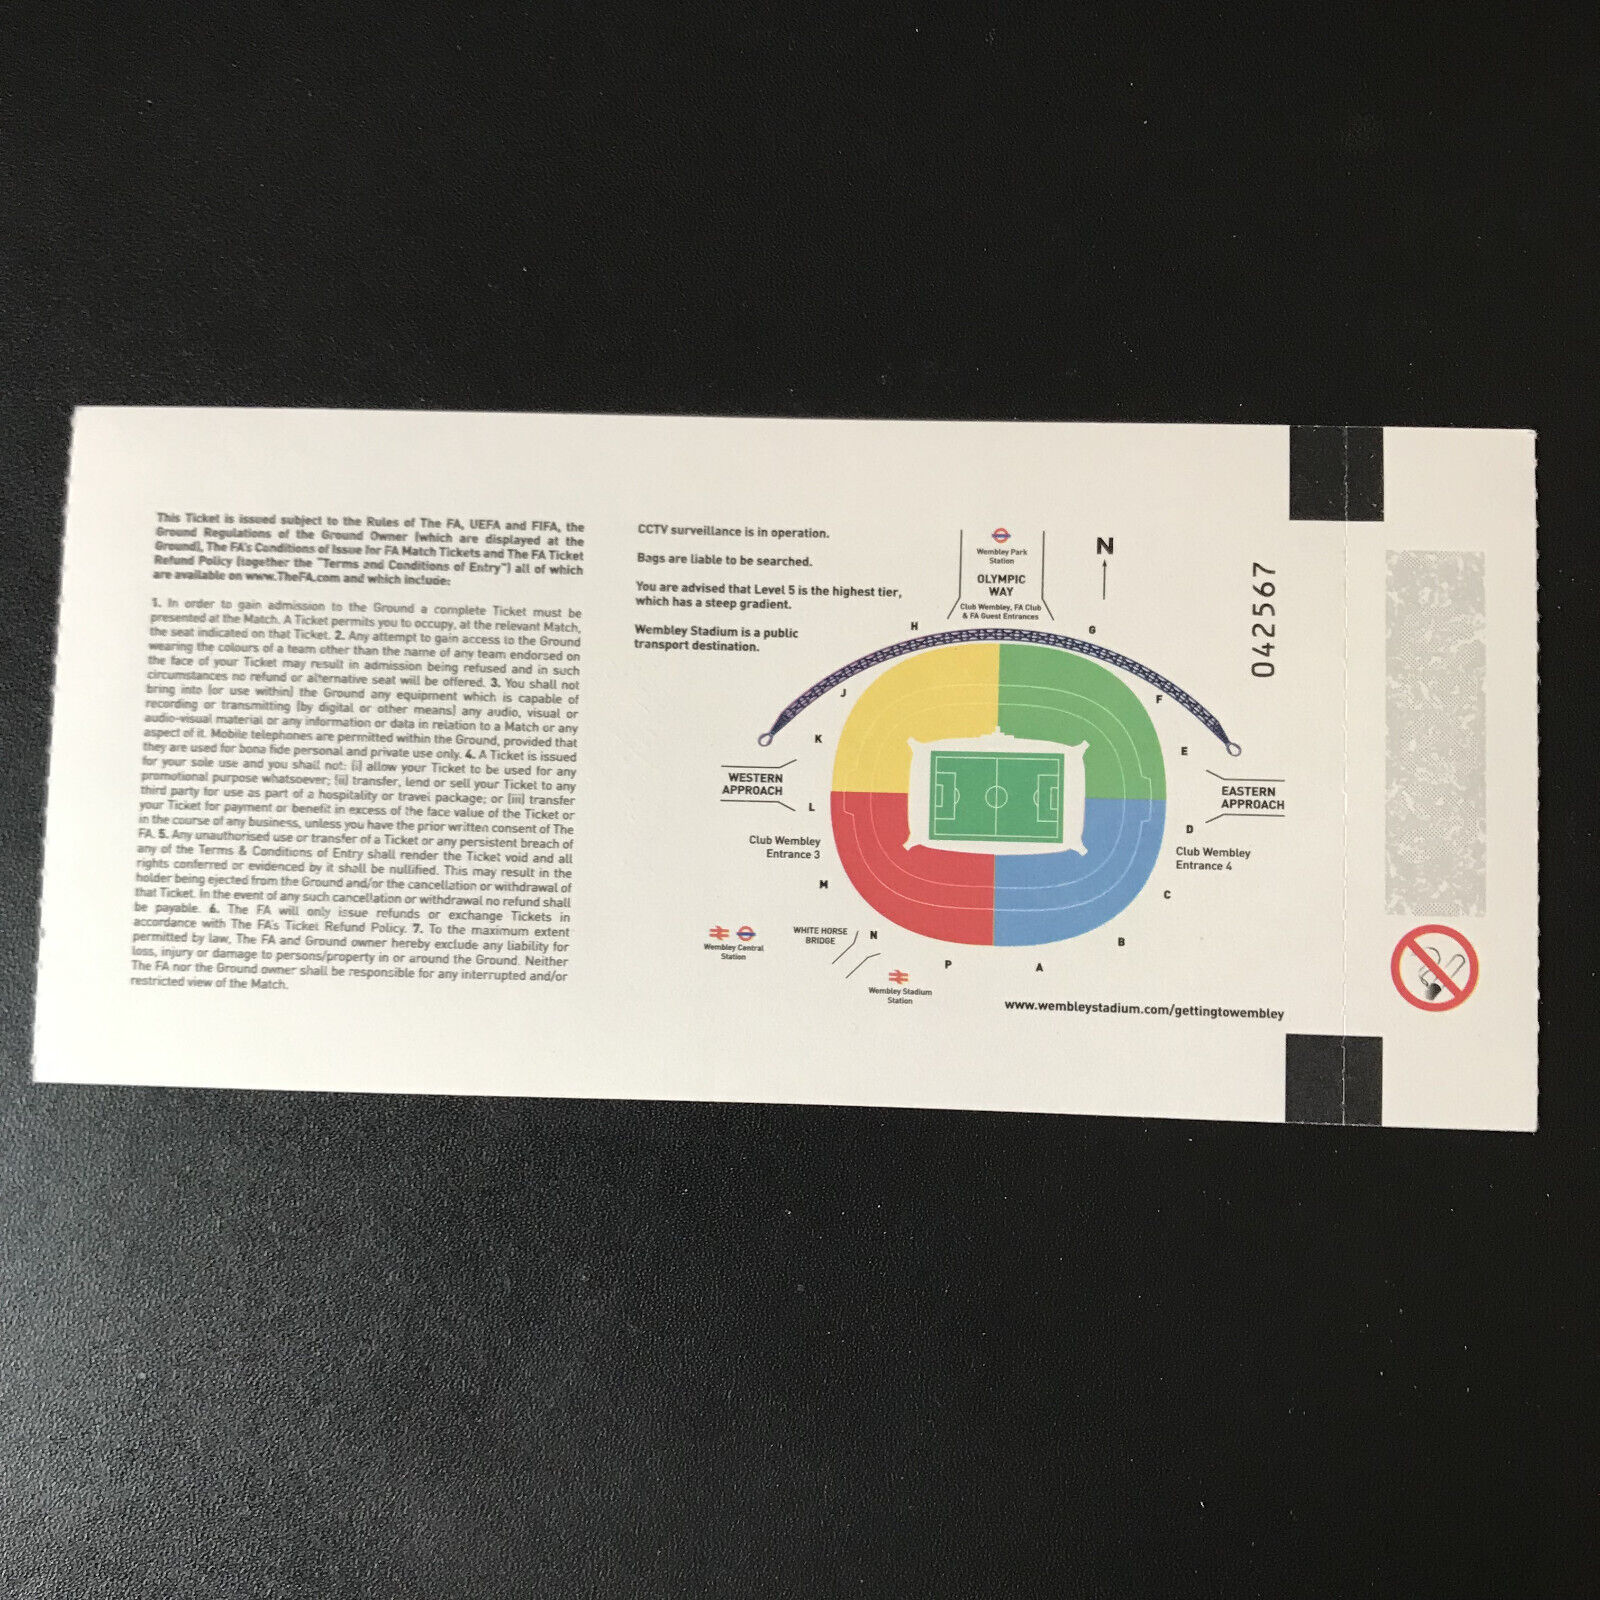 This Ticket is issued subject to the Rules of The FA, UEFA and FIFA, the
Ground Regulations of the Ground Owner (which are displayed at the
Ground), The FA's Conditions of Issue for FA Match Tickets and The FA Ticket
Refund Policy (together the "Terms and Conditions of Entry") all of which
are available on www.TheFA.com and which include:
1. In order to gain admission to the Ground a complete Ticket must be
presented at the Match. A Ticket permits you to occupy, at the relevant Match,
the seat indicated on that Ticket. 2. Any attempt to gain access to the Ground
wearing the colours of a team other than the name of any team endorsed on
the face of your Ticket may result in admission being refused and in such
circumstances no refund or alternative seat will be offered. 3. You shall not
bring into (or use within) the Ground any equipment which is capable of
recording or transmitting (by digital or other means) any audio, visual or
audio-visual material or any information or data in relation to a Match or any
aspect of it. Mobile telephones are permitted within the Ground, provided that
they are used for bona fide personal and private use only. 4. A Ticket is issued
for your sole use and you shall not: (i) allow your Ticket to be used for any
promotional purpose whatsoever; (ii) transfer, lend or sell your Ticket to any
third party for use as part of a hospitality or travel package; or (iii) transfer
your Ticket for payment or benefit in excess of the face value of the Ticket or
in the course of any business, unless you have the prior written consent of The
FA. 5. Any unauthorised use or transfer of a Ticket or any persistent breach of
any of the Terms & Conditions of Entry shall render the Ticket void and all
rights conferred or evidenced by it shall be nullified. This may result in the
holder being ejected from the Ground and/or the cancellation or withdrawal of
that Ticket. In the event of any such cancellation or withdrawal no refund shall
be payable. 6. The FA will only issue refunds or exchange Tickets in
accordance with The FA's Ticket Refund Policy. 7. To the maximum extent
permitted by law, The FA and Ground owner hereby exclude any liability for
loss, injury or damage to persons/property in or around the Ground. Neither
The FA nor the Ground owner shall be responsible for any interrupted and/or
restricted view of the Match.
CCTV surveillance is in operation.
Bags are liable to be searched.
You are advised that Level 5 is the highest tier,
which has a steep gradient.
Wembley Stadium is a public
transport destination.
Wembley Park
Station
OLYMPIC
WAY
Club Wembley, FA Club
& FA Guest Entrances
N
H
G
J
F
K
E
WESTERN
APPROACH
EASTERN
APPROACH
L
D
Club Wembley
Entrance 3
Club Wembley
Entrance 4
M
C
Wembley Central
Station
WHITE HORSE
BRIDGE
N
B
P
A
Wembley Stadium
Station
www.wembleystadium.com/gettingtowembley
042567